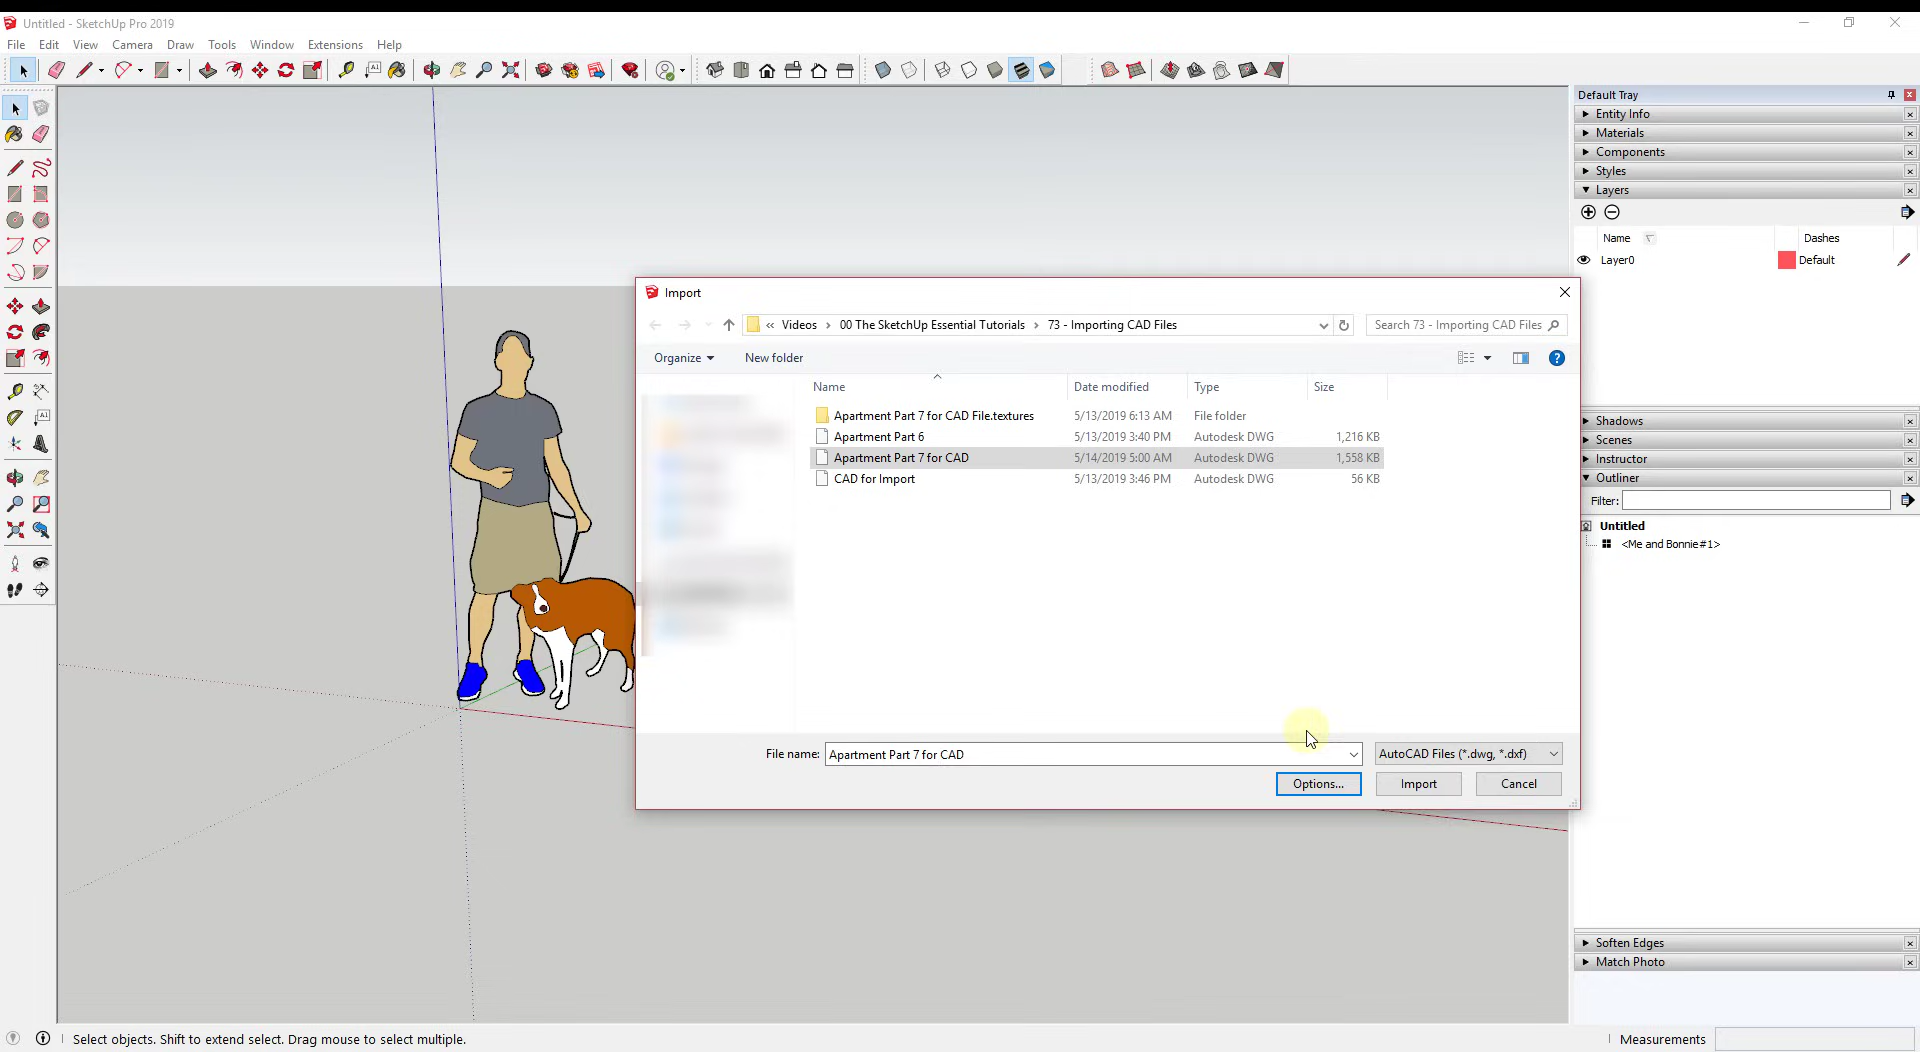 Untitled - SketchUp Pro 2019
File Edit View Camera Draw Tools Window Extensions Help
Default Tray
Entity Info
Materials
Components
Styles
Layers
Name Dashes
Layer0 Default
Import
« Videos › 00 The SketchUp Essential Tutorials › 73 - Importing CAD Files
Search 73 - Importing CAD Files
Organize New folder
Name Date modified Type Size
Apartment Part 7 for CAD File.textures 5/13/2019 6:13 AM File folder
Apartment Part 6 5/13/2019 3:40 PM Autodesk DWG 1,216 KB
Apartment Part 7 for CAD 5/14/2019 5:00 AM Autodesk DWG 1,558 KB
CAD for Import 5/13/2019 3:46 PM Autodesk DWG 56 KB
File name: Apartment Part 7 for CAD AutoCAD Files (*.dwg, *.dxf)
Options... Import Cancel
Shadows
Scenes
Instructor
Outliner
Filter:
Untitled
<Me and Bonnie#1>
Soften Edges
Match Photo
Select objects. Shift to extend select. Drag mouse to select multiple.
Measurements